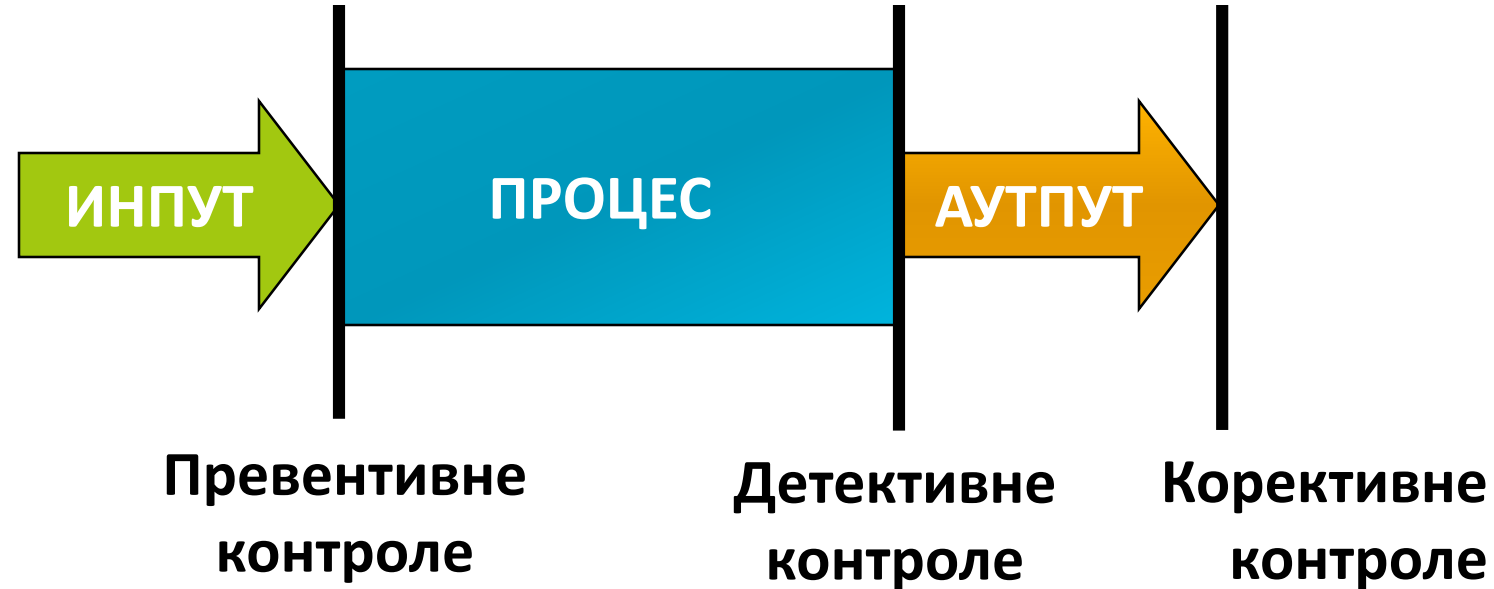 ИНПУТ
ПРОЦЕС
АУТПУТ
Превентивне
контроле
Детективне
контроле
Корективне
контроле